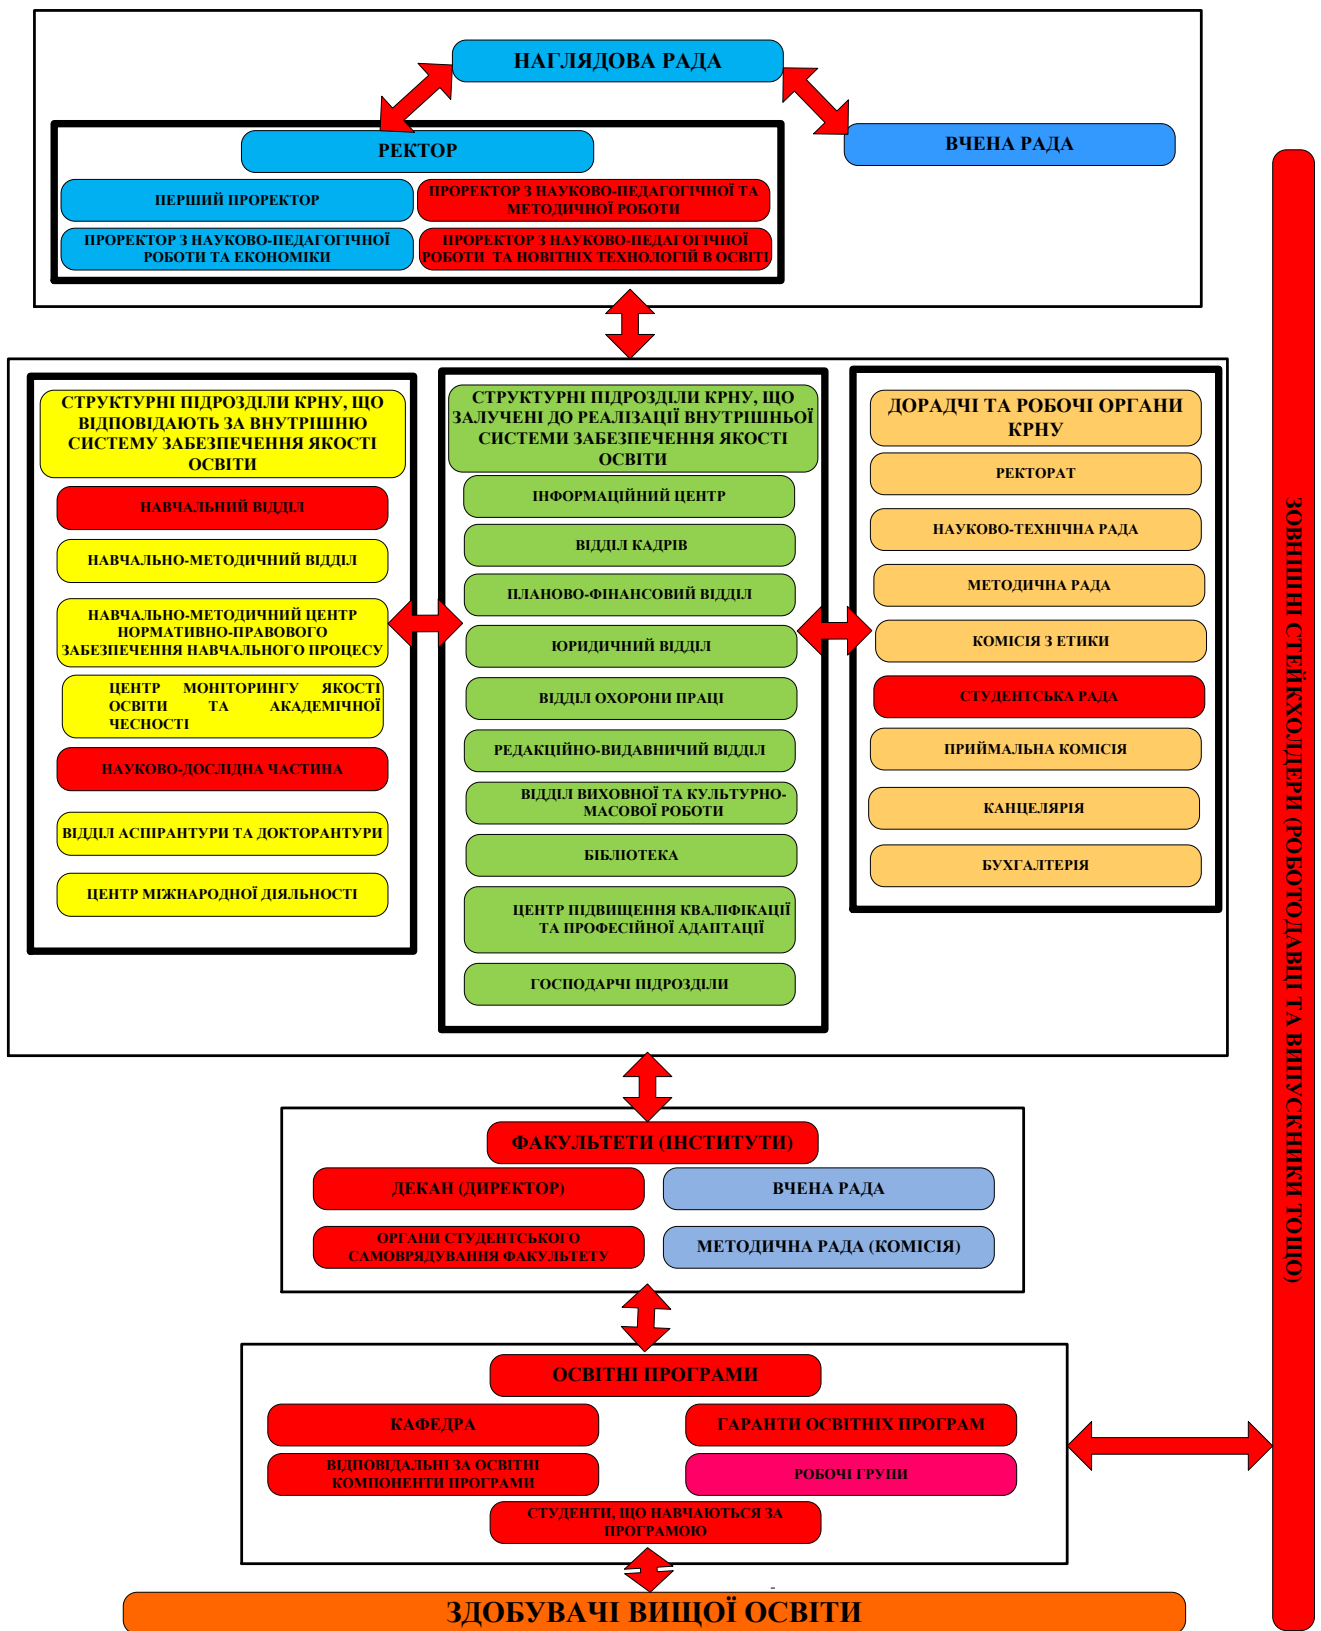 НАГЛЯДОВА РАДА
РЕКТОР
ВЧЕНА РАДА
ПЕРШИЙ ПРОРЕКТОР
ПРОРЕКТОР З НАУКОВО-ПЕДАГОГІЧНОЇ ТА
МЕТОДИЧНОЇ РОБОТИ
ПРОРЕКТОР З НАУКОВО-ПЕДАГОГІЧНОЇ
РОБОТИ ТА ЕКОНОМІКИ
ПРОРЕКТОР З НАУКОВО-ПЕДАГОГІЧНОЇ
РОБОТИ ТА НОВІТНІХ ТЕХНОЛОГІЙ В ОСВІТІ
СТРУКТУРНІ ПІДРОЗДІЛИ КРНУ, ЩО
ВІДПОВІДАЮТЬ ЗА ВНУТРІШНЮ
СИСТЕМУ ЗАБЕЗПЕЧЕННЯ ЯКОСТІ
ОСВІТИ
НАВЧАЛЬНИЙ ВІДДІЛ
НАВЧАЛЬНО-МЕТОДИЧНИЙ ВІДДІЛ
НАВЧАЛЬНО-МЕТОДИЧНИЙ ЦЕНТР
НОРМАТИВНО-ПРАВОВОГО
ЗАБЕЗПЕЧЕННЯ НАВЧАЛЬНОГО ПРОЦЕСУ
ЦЕНТР МОНІТОРИНГУ ЯКОСТІ
ОСВІТИ ТА АКАДЕМІЧНОЇ
ЧЕСНОСТІ
НАУКОВО-ДОСЛІДНА ЧАСТИНА
ВІДДІЛ АСПІРАНТУРИ ТА ДОКТОРАНТУРИ
ЦЕНТР МІЖНАРОДНОЇ ДІЯЛЬНОСТІ
СТРУКТУРНІ ПІДРОЗДІЛИ КРНУ, ЩО
ЗАЛУЧЕНІ ДО РЕАЛІЗАЦІЇ ВНУТРІШНЬОЇ
СИСТЕМИ ЗАБЕЗПЕЧЕННЯ ЯКОСТІ
ОСВІТИ
ІНФОРМАЦІЙНИЙ ЦЕНТР
ВІДДІЛ КАДРІВ
ПЛАНОВО-ФІНАНСОВИЙ ВІДДІЛ
ЮРИДИЧНИЙ ВІДДІЛ
ВІДДІЛ ОХОРОНИ ПРАЦІ
РЕДАКЦІЙНО-ВИДАВНИЧИЙ ВІДДІЛ
ВІДДІЛ ВИХОВНОЇ ТА КУЛЬТУРНО-
МАСОВОЇ РОБОТИ
БІБЛІОТЕКА
ЦЕНТР ПІДВИЩЕННЯ КВАЛІФІКАЦІЇ
ТА ПРОФЕСІЙНОЇ АДАПТАЦІЇ
ГОСПОДАРЧІ ПІДРОЗДІЛИ
ДОРАДЧІ ТА РОБОЧІ ОРГАНИ
КРНУ
РЕКТОРАТ
НАУКОВО-ТЕХНІЧНА РАДА
МЕТОДИЧНА РАДА
КОМІСІЯ З ЕТИКИ
СТУДЕНТСЬКА РАДА
ПРИЙМАЛЬНА КОМІСІЯ
КАНЦЕЛЯРІЯ
БУХГАЛТЕРІЯ
ЗОВНІШНІ СТЕЙКХОЛДЕРИ (РОБОТОДАВЦІ ТА ВИПУСКНИКИ ТОЩО)
ФАКУЛЬТЕТИ (ІНСТИТУТИ)
ДЕКАН (ДИРЕКТОР)
ВЧЕНА РАДА
ОРГАНИ СТУДЕНТСЬКОГО
САМОВРЯДУВАННЯ ФАКУЛЬТЕТУ
МЕТОДИЧНА РАДА (КОМІСІЯ)
ОСВІТНІ ПРОГРАМИ
КАФЕДРА
ГАРАНТИ ОСВІТНІХ ПРОГРАМ
ВІДПОВІДАЛЬНІ ЗА ОСВІТНІ
КОМПОНЕНТИ ПРОГРАМИ
РОБОЧІ ГРУПИ
СТУДЕНТИ, ЩО НАВЧАЮТЬСЯ ЗА
ПРОГРАМОЮ
ЗДОБУВАЧІ ВИЩОЇ ОСВІТИ